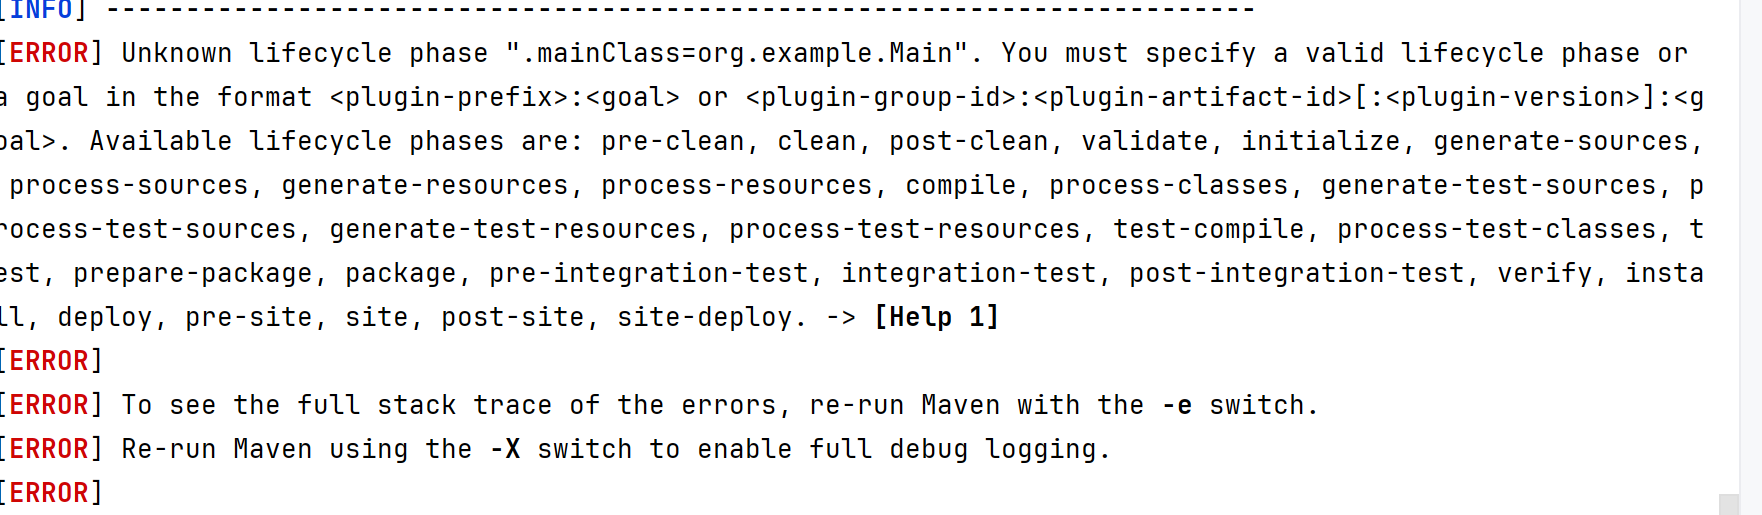 [INFO] ------------------------------------------------------------------------
[ERROR] Unknown lifecycle phase ".mainClass=org.example.Main". You must specify a valid lifecycle phase or
a goal in the format <plugin-prefix>:<goal> or <plugin-group-id>:<plugin-artifact-id>[:<plugin-version>]:<g
oal>. Available lifecycle phases are: pre-clean, clean, post-clean, validate, initialize, generate-sources,
process-sources, generate-resources, process-resources, compile, process-classes, generate-test-sources, p
rocess-test-sources, generate-test-resources, process-test-resources, test-compile, process-test-classes, t
est, prepare-package, package, pre-integration-test, integration-test, post-integration-test, verify, insta
ll, deploy, pre-site, site, post-site, site-deploy. -> [Help 1]
[ERROR]
[ERROR] To see the full stack trace of the errors, re-run Maven with the -e switch.
[ERROR] Re-run Maven using the -X switch to enable full debug logging.
[ERROR]